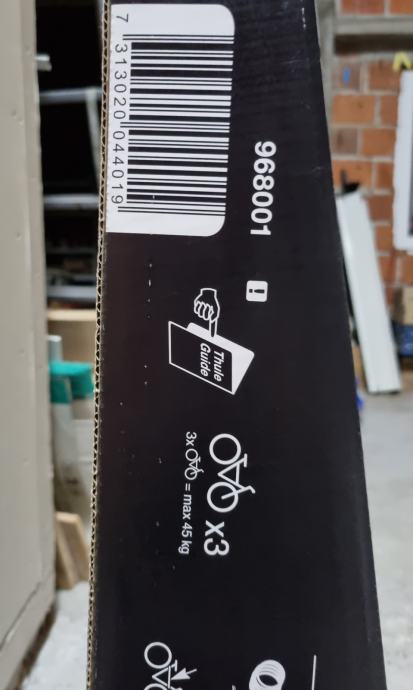 7 313020 044019
968001
Thule
Guide
x3
3x = max 45 kg